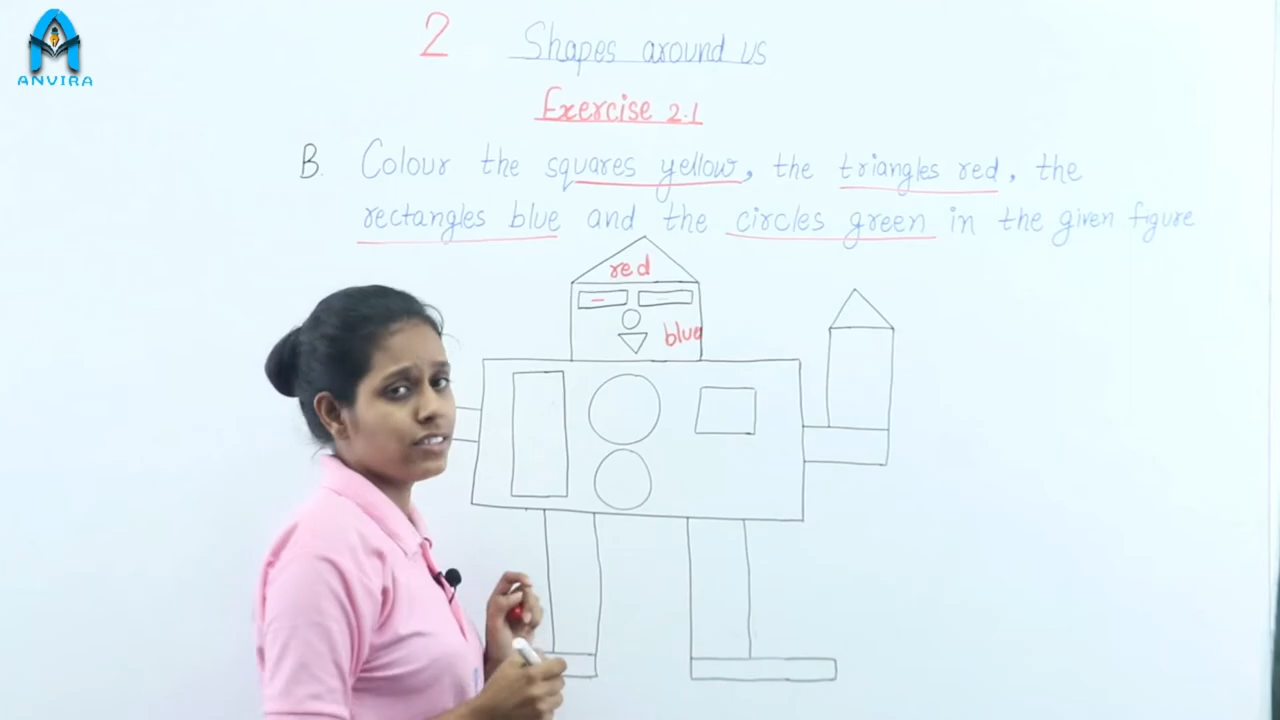 ANVIRA
2 Shapes around us
Exercise 2.1
B. Colour the squares yellow, the triangles red, the
rectangles blue and the circles green in the given figure
red
blue